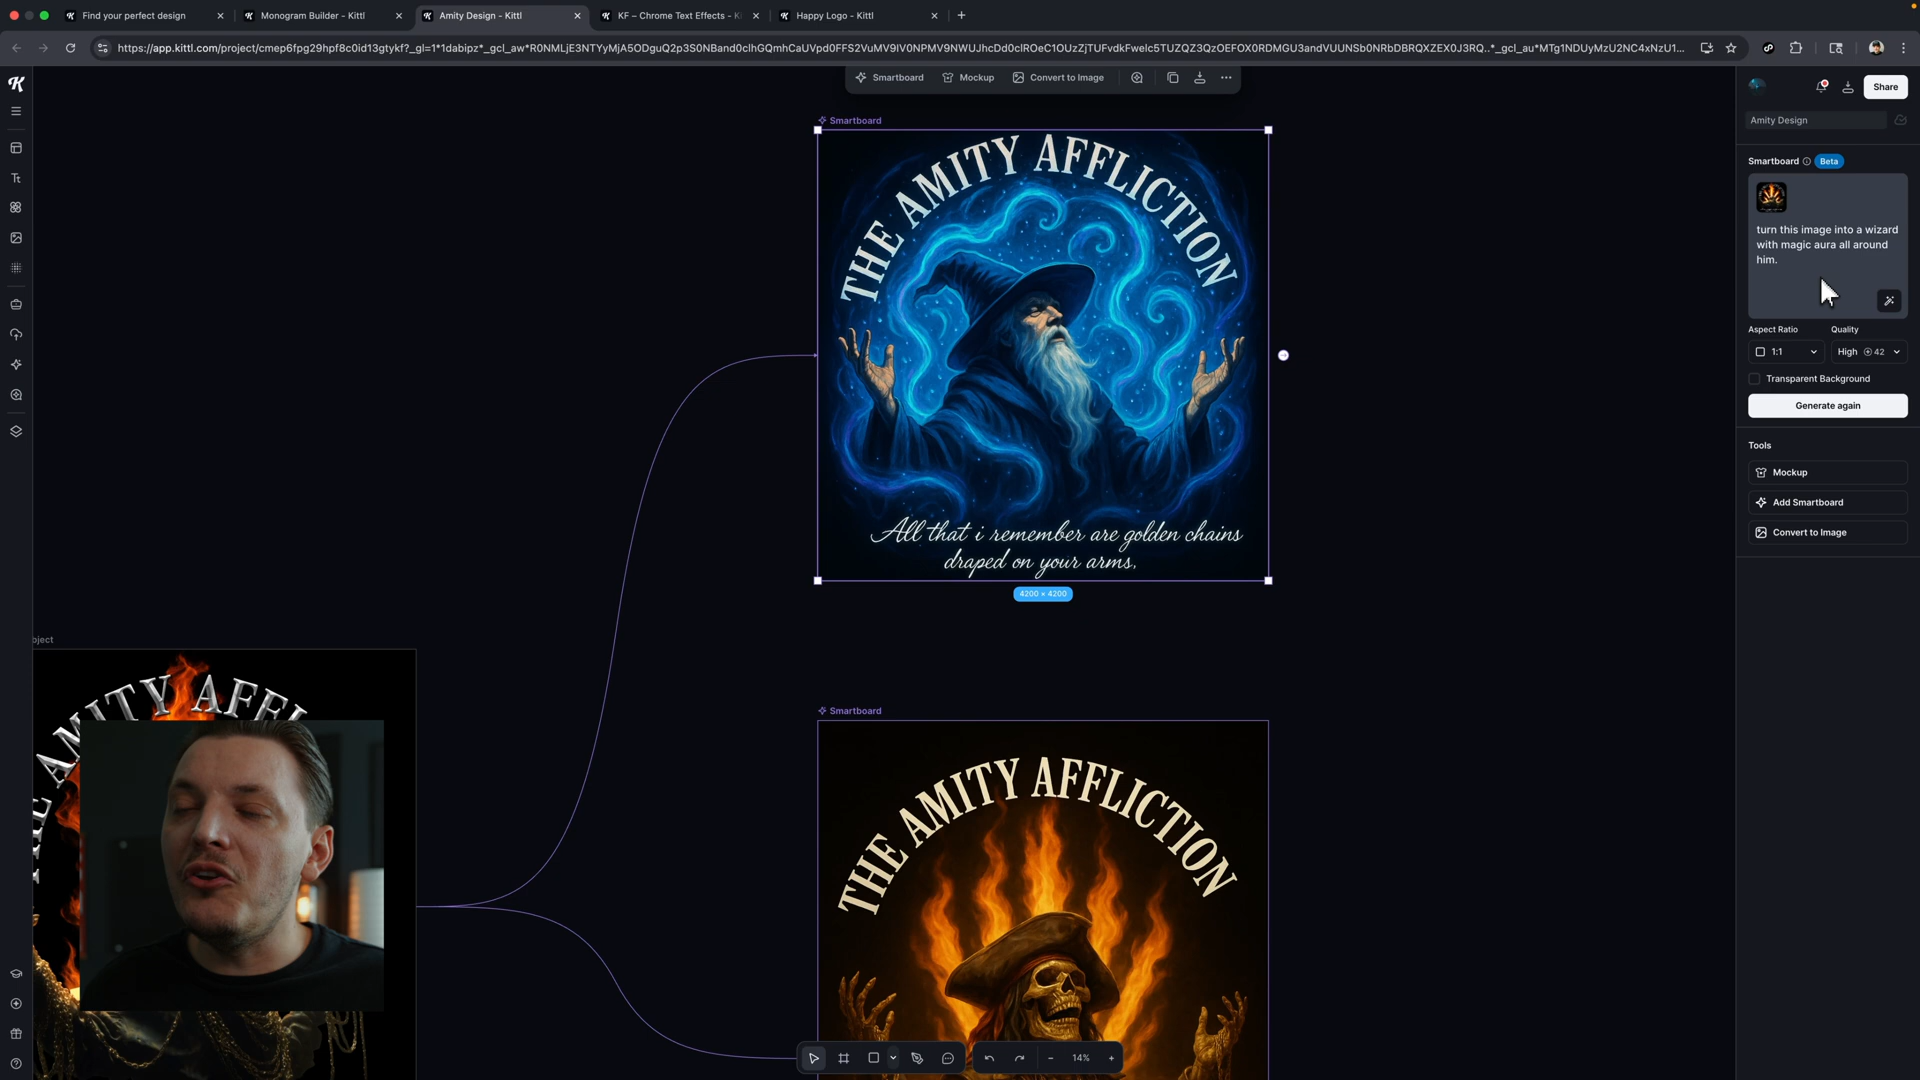 Find your perfect design
Monogram Builder - Kittl
Amity Design - Kittl
KF – Chrome Text Effects - K
Happy Logo - Kittl
Smartboard
Mockup
Convert to Image
Share
Amity Design
Smartboard
Beta
turn this image into a wizard
with magic aura all around
him.
Aspect Ratio
Quality
1:1
High
42
Transparent Background
Generate again
Tools
Mockup
Add Smartboard
Convert to Image
Smartboard
THE AMITY AFFLICTION
All that i remember are golden chains
draped on your arms,
4200 × 4200
bject
AMITY AFFL
Smartboard
THE AMITY AFFLICTION
14%